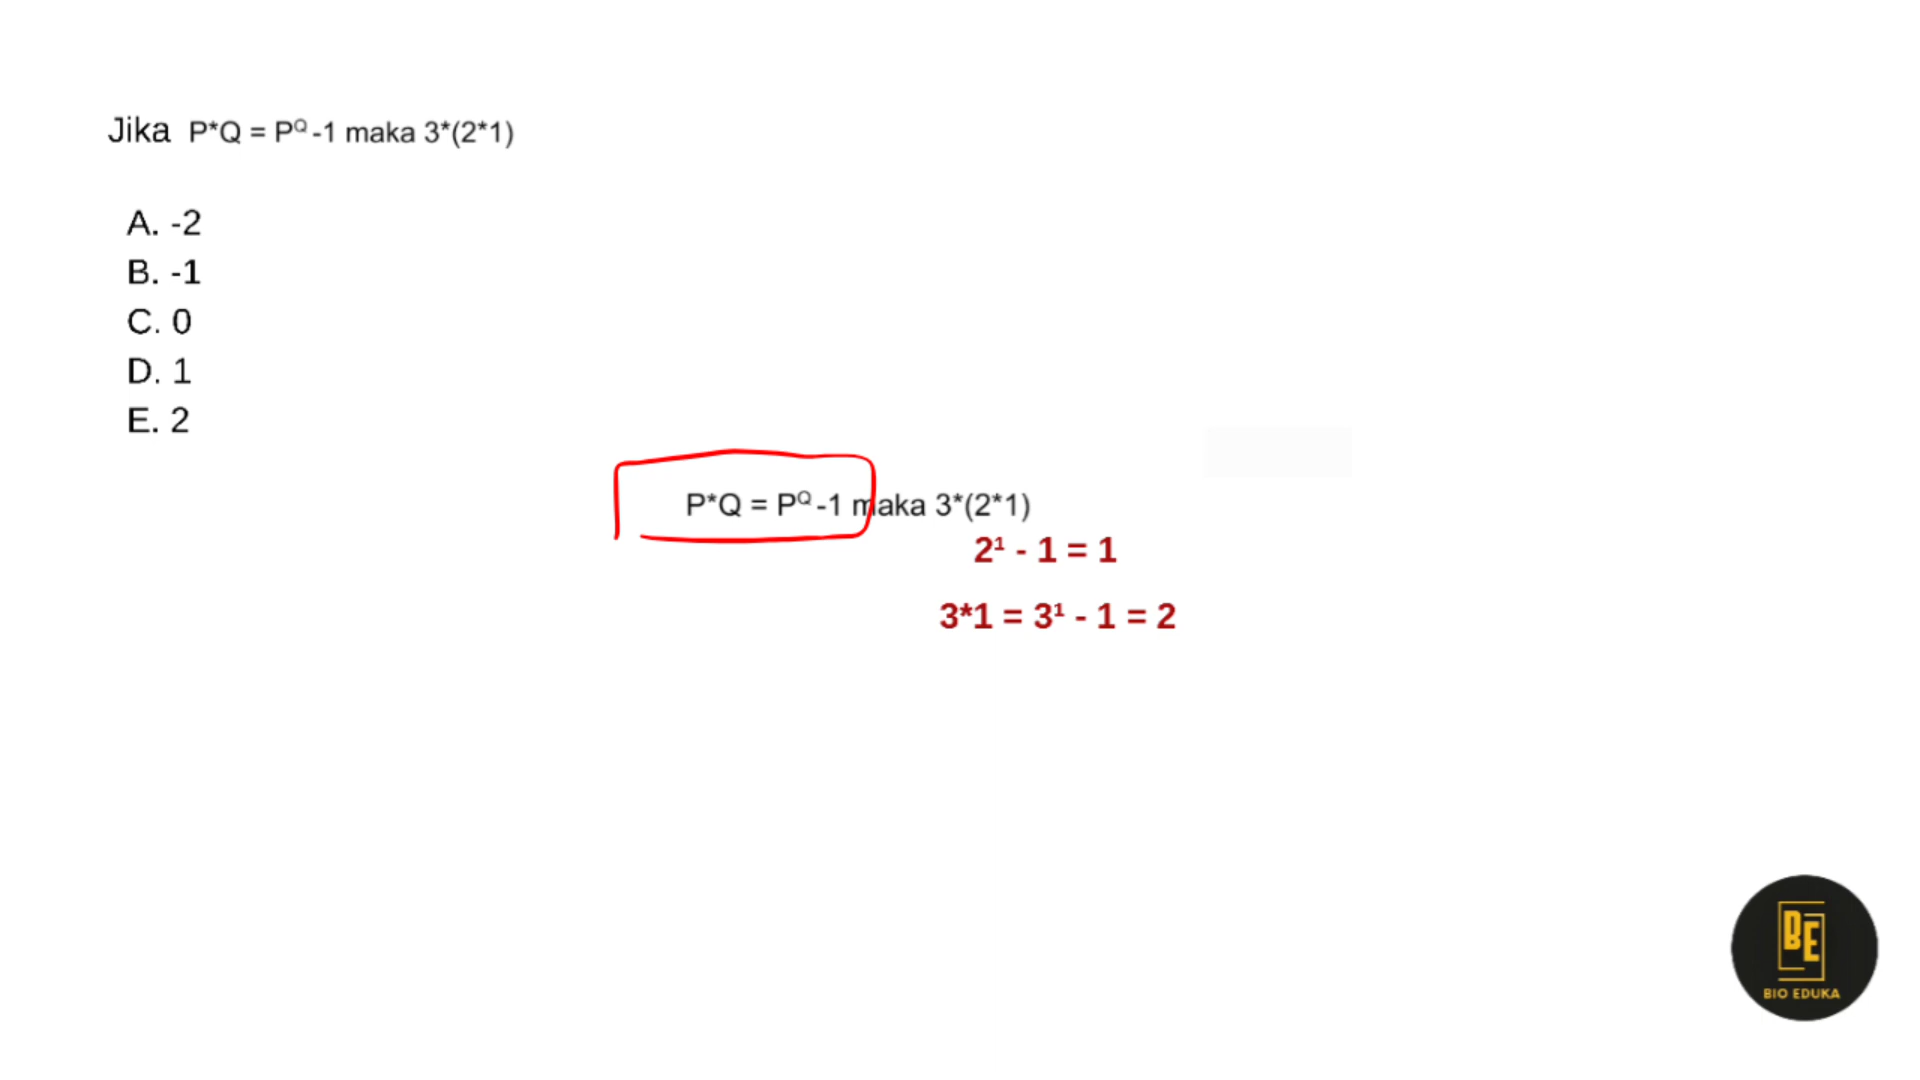 Jika P*Q = P^Q -1 maka 3*(2*1)
A. -2
B. -1
C. 0
D. 1
E. 2
P*Q = P^Q -1 maka 3*(2*1)
2¹ - 1 = 1
3*1 = 3¹ - 1 = 2
BE
BIO EDUKA